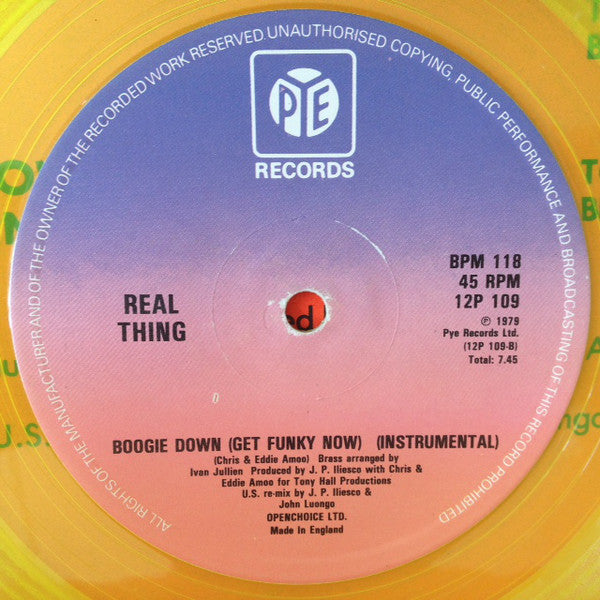 ALL RIGHTS OF THE MANUFACTURER AND OF THE OWNER OF THE RECORDED WORK RESERVED UNAUTHORISED COPYING, PUBLIC PERFORMANCE AND BROADCASTING OF THIS RECORD PROHIBITED
PYE
RECORDS
REAL
THING
BPM 118
45 RPM
12P 109
℗ 1979
Pye Records Ltd.
(12P 109-B)
Total: 7.45
BOOGIE DOWN (GET FUNKY NOW) (INSTRUMENTAL)
(Chris & Eddie Amoo) Brass arranged by
Ivan Jullien Produced by J. P. Iliesco with Chris &
Eddie Amoo for Tony Hall Productions
U.S. re-mix by J. P. Iliesco &
John Luongo
OPENCHOICE LTD.
Made in England
U.S.